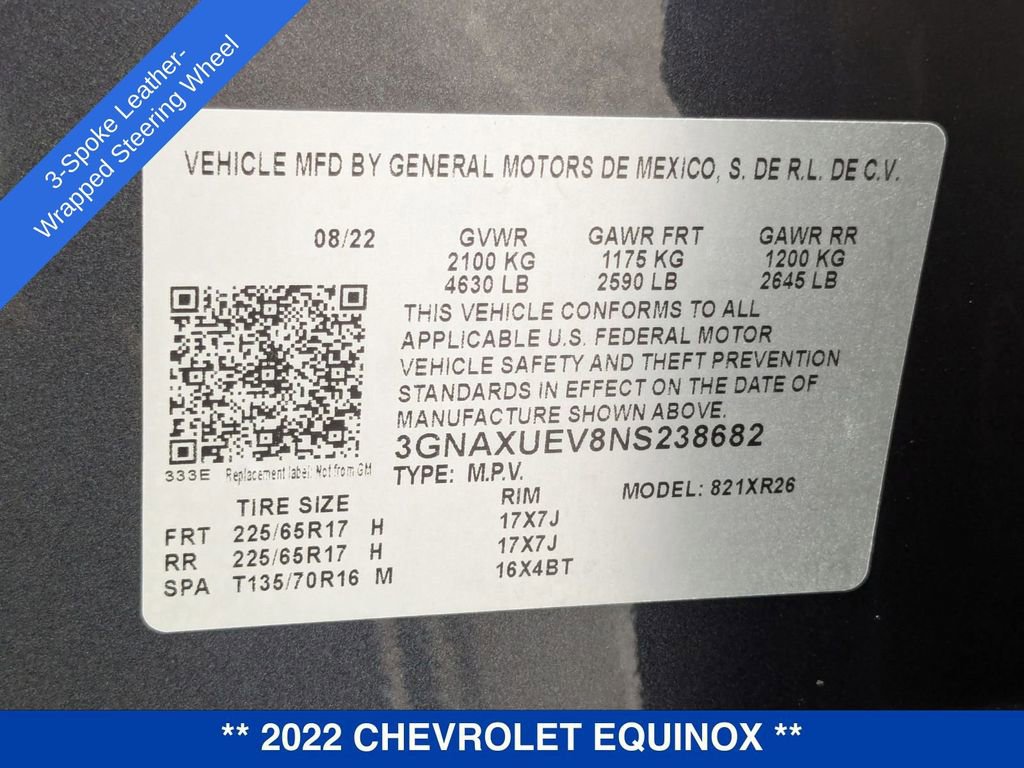 3-Spoke Leather-
Wrapped Steering Wheel
VEHICLE MFD BY GENERAL MOTORS DE MEXICO, S. DE R.L. DE C.V.
08/22 GVWR GAWR FRT GAWR RR
2100 KG 1175 KG 1200 KG
4630 LB 2590 LB 2645 LB
THIS VEHICLE CONFORMS TO ALL
APPLICABLE U.S. FEDERAL MOTOR
VEHICLE SAFETY AND THEFT PREVENTION
STANDARDS IN EFFECT ON THE DATE OF
MANUFACTURE SHOWN ABOVE.
3GNAXUEV8NS238682
333E Replacement label: Not from GM
TYPE: M.P.V. MODEL: 821XR26
TIRE SIZE RIM
FRT 225/65R17 H 17X7J
RR 225/65R17 H 17X7J
SPA T135/70R16 M 16X4BT
** 2022 CHEVROLET EQUINOX **